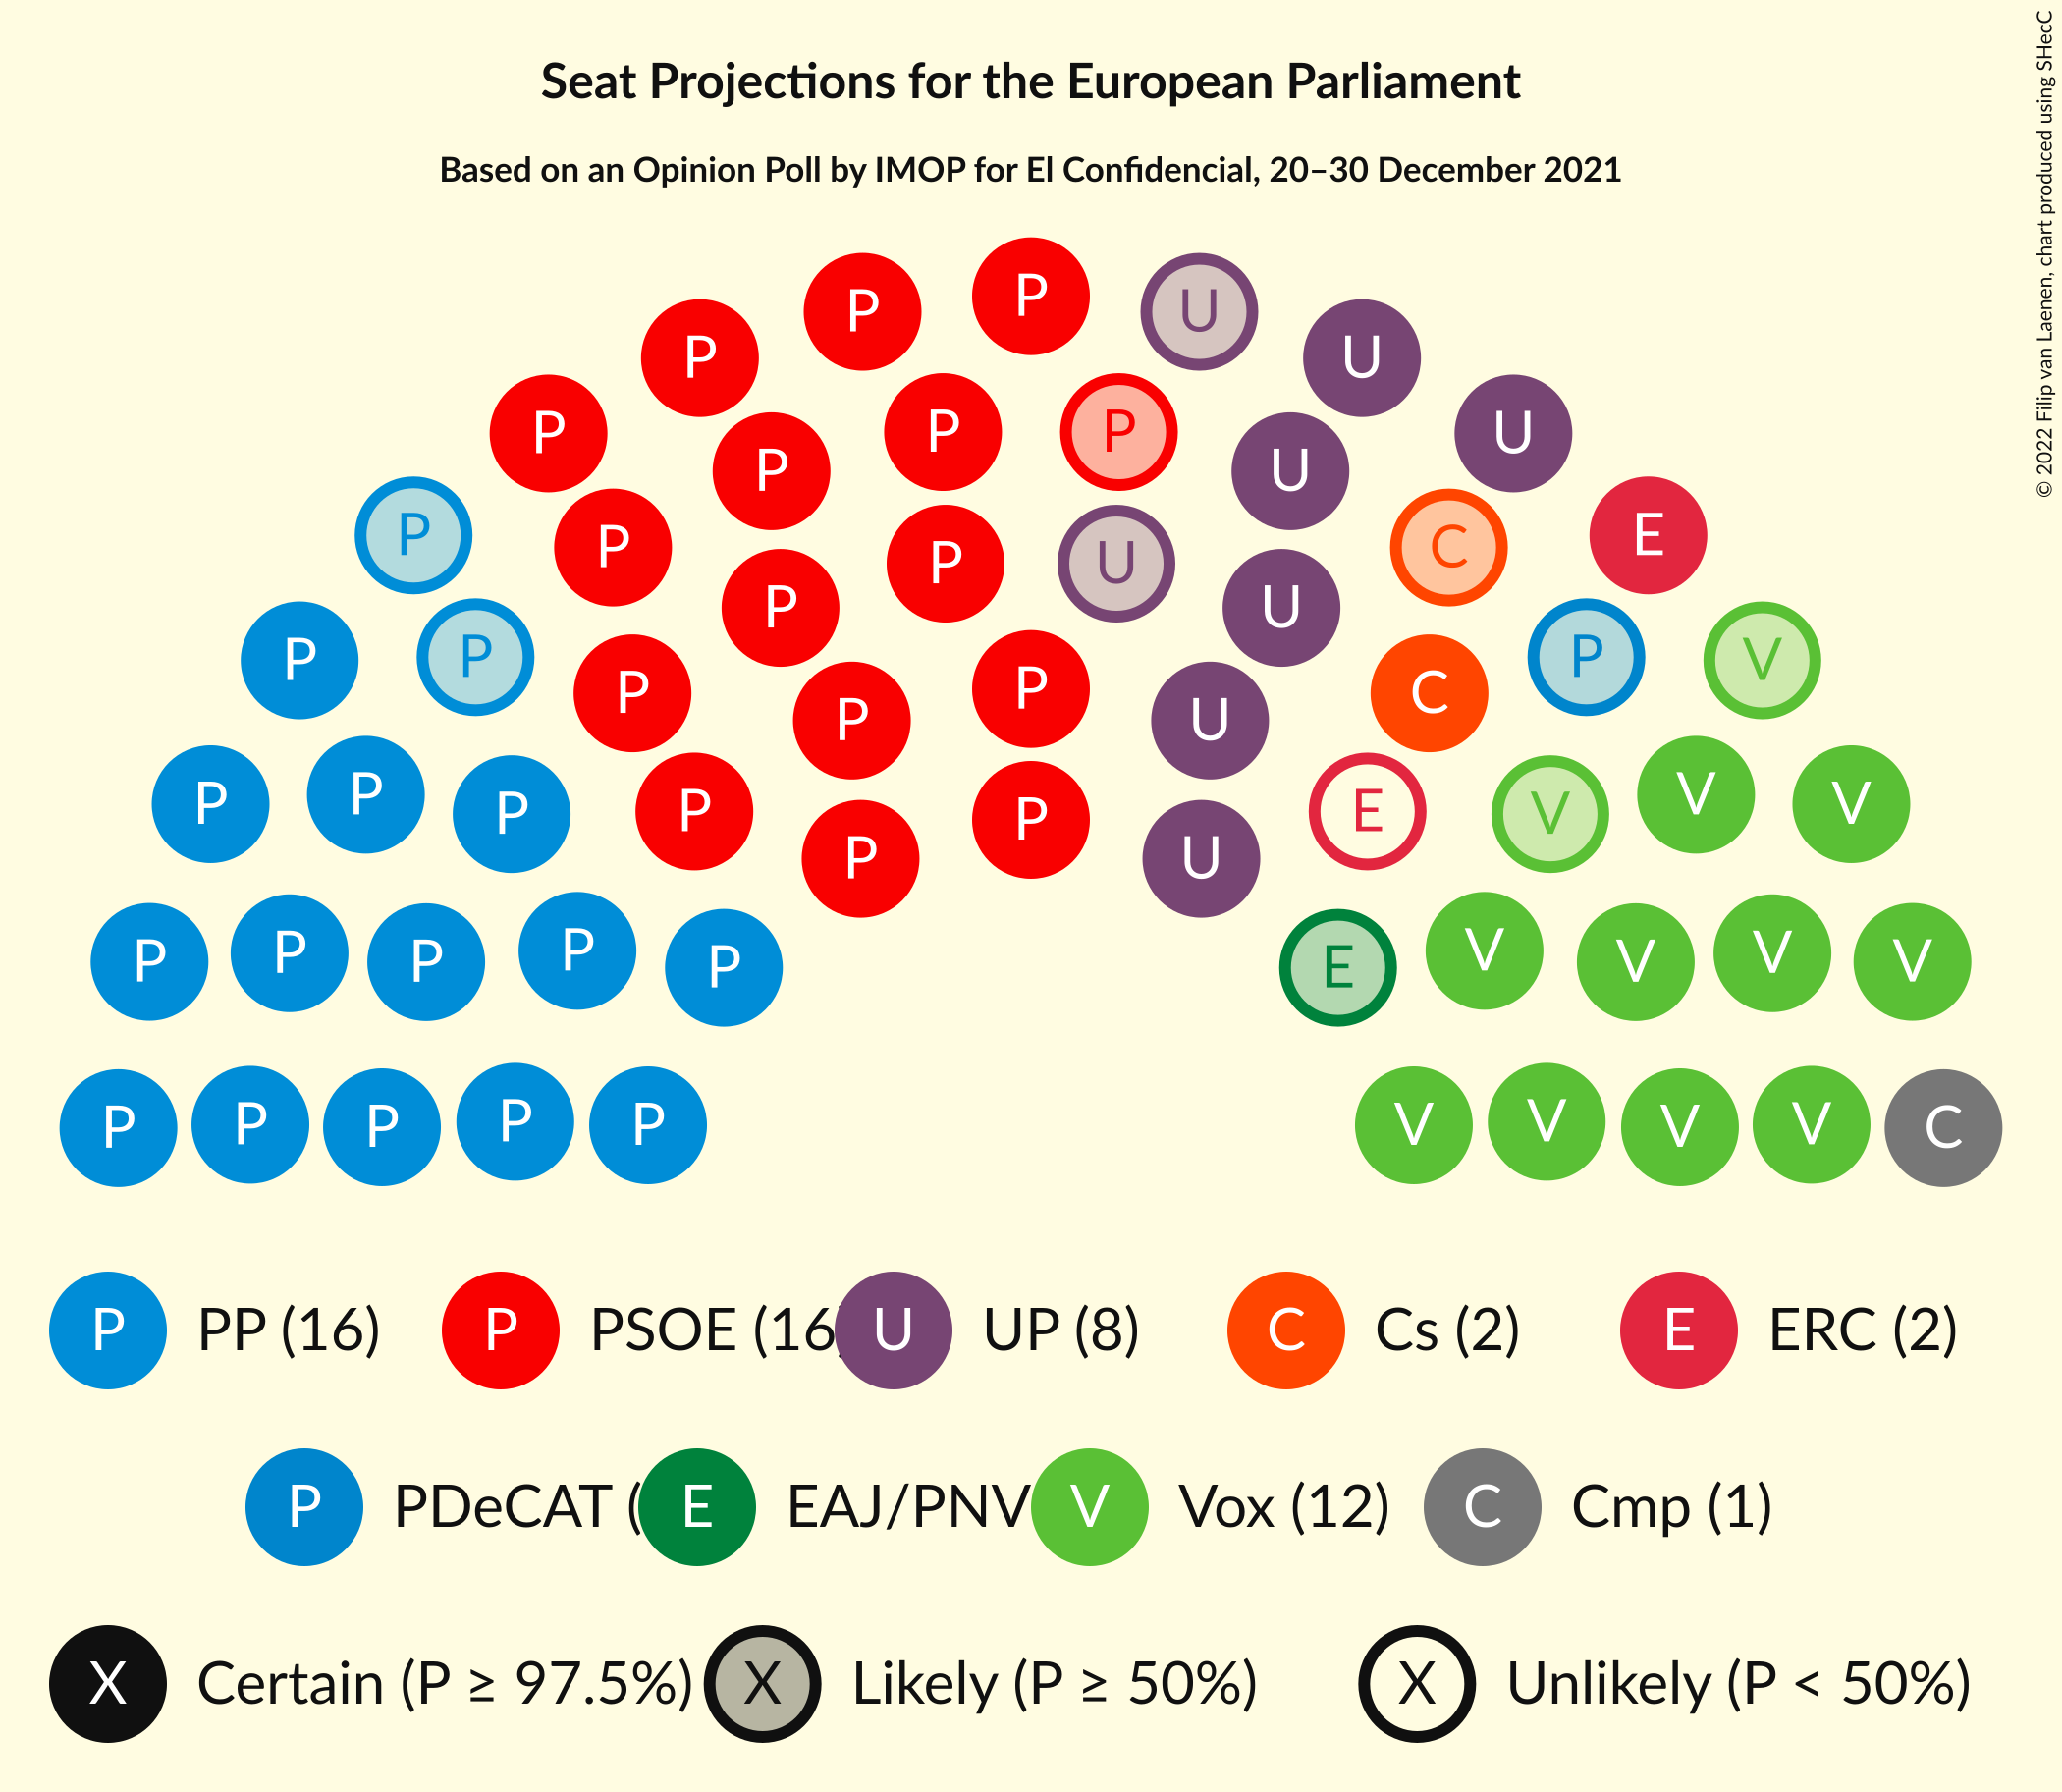 Seat Projections for the European Parliament
Based on an Opinion Poll by IMOP for El Confidencial, 20–30 December 2021
© 2022 Filip van Laenen, chart produced using SHecC
P
P P U
P U
P P P U
P U
P P P U E
P C
P P P U
P P V
P P C
P P U
P P V V
P P E V
P P U
P P P V V V
P P E V
P P P P P V V V V C
P PP (16) P PSOE (16 U UP (8) C Cs (2) E ERC (2)
P PDeCAT ( E EAJ/PNV V Vox (12) C Cmp (1)
X Certain (P ≥ 97.5%) X Likely (P ≥ 50%) X Unlikely (P < 50%)